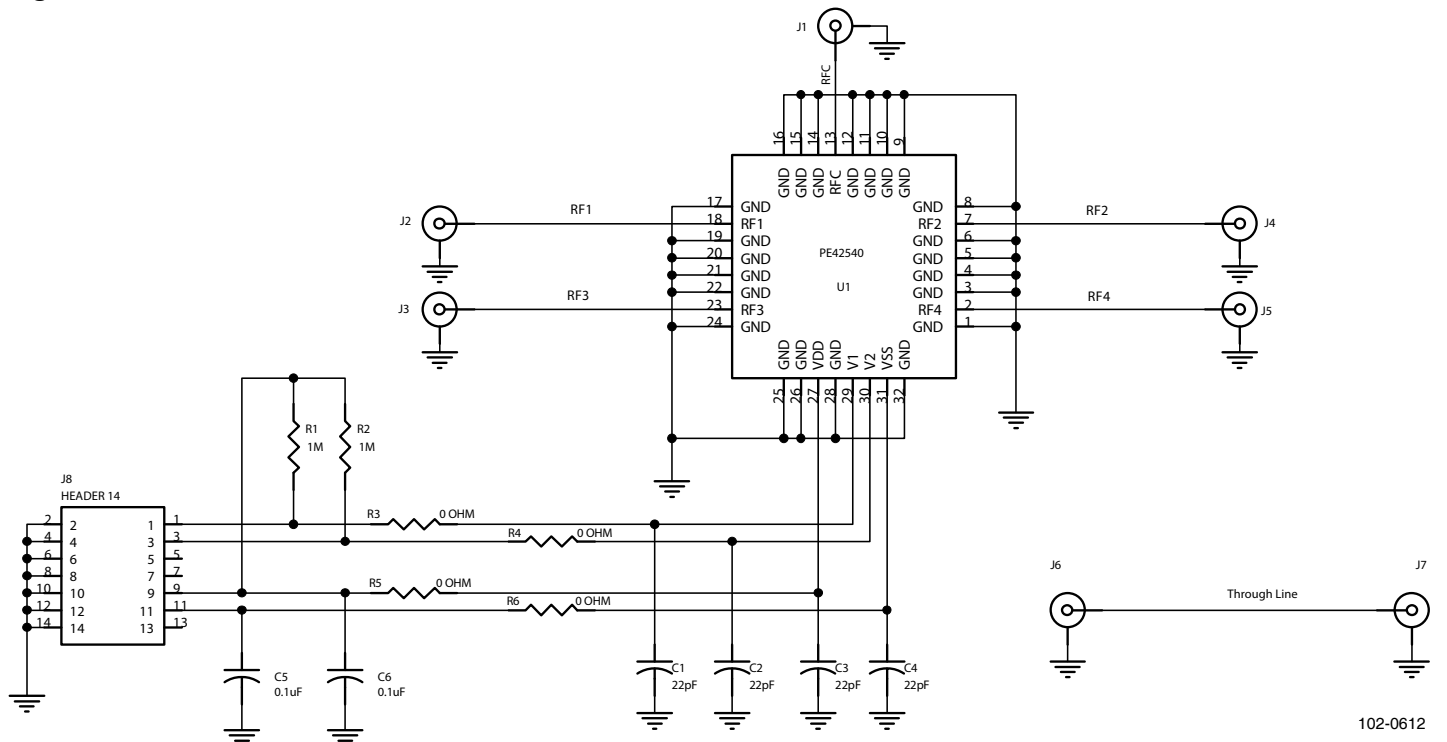 J1
RFC
16 15 14 13 12 11 10 9
GND GND GND RFC GND GND GND GND
17 GND GND 8
J2 RF1 18 RF1 RF2 7 RF2 J4
19 GND GND 6
20 GND PE42540 GND 5
21 GND GND 4
22 GND U1 GND 3
J3 RF3 23 RF3 RF4 2 RF4 J5
24 GND GND 1
GND GND VDD GND V1 V2 VSS GND
25 26 27 28 29 30 31 32
R1 R2
1M 1M
J8
HEADER 14
2 2 1 1 R3 0 OHM
4 4 3 3 R4 0 OHM
6 6 5 5
8 8 7 7
10 10 9 9 R5 0 OHM
12 12 11 11 R6 0 OHM
14 14 13 13
J6 J7
Through Line
C5 C6 C1 C2 C3 C4
0.1uF 0.1uF 22pF 22pF 22pF 22pF
102-0612